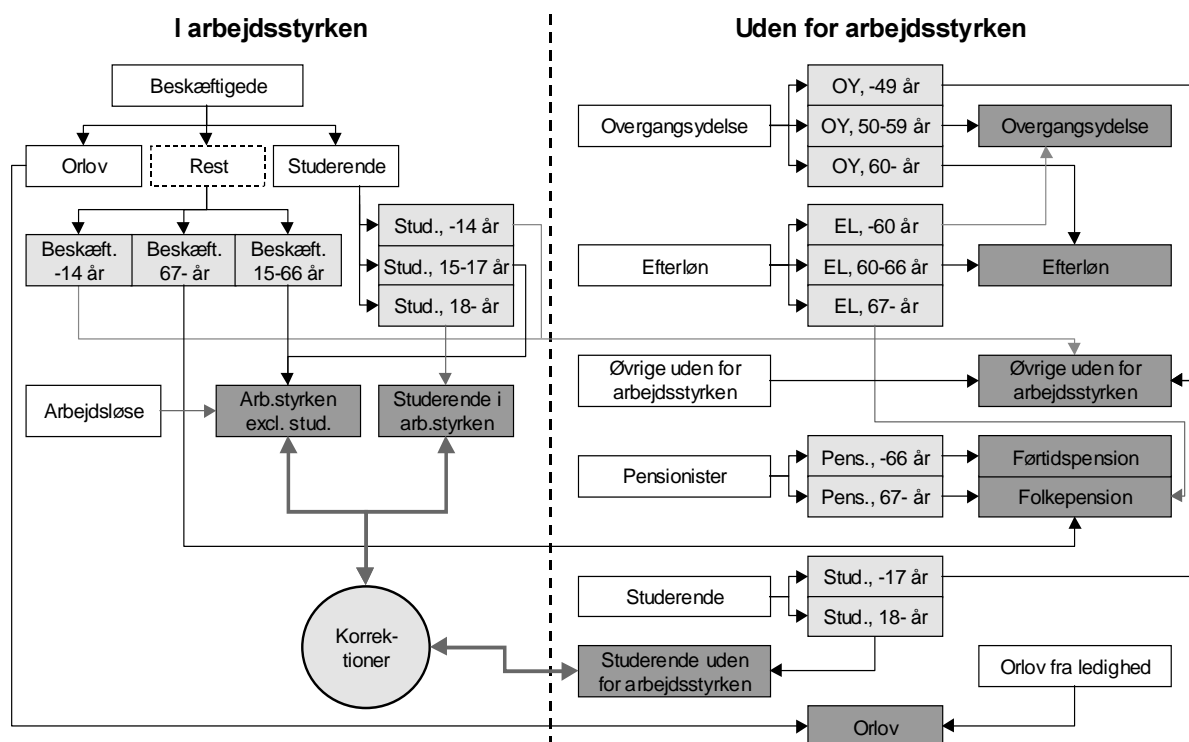 I arbejdsstyrken
Beskæftigede
Orlov
Rest
Studerende
Beskæft.
-14 år
Beskæft.
67- år
Beskæft.
15-66 år
Stud., -14 år
Stud., 15-17 år
Stud., 18- år
Arbejdsløse
Arb.styrken
excl. stud.
Studerende i
arb.styrken
Korrek-
tioner
Uden for arbejdsstyrken
Overgangsydelse
OY, -49 år
OY, 50-59 år
OY, 60- år
Overgangsydelse
Efterløn
EL, -60 år
EL, 60-66 år
EL, 67- år
Efterløn
Øvrige uden for
arbejdsstyrken
Øvrige uden for
arbejdsstyrken
Pensionister
Pens., -66 år
Pens., 67- år
Førtidspension
Folkepension
Studerende
Stud., -17 år
Stud., 18- år
Studerende uden
for arbejdsstyrken
Orlov fra ledighed
Orlov